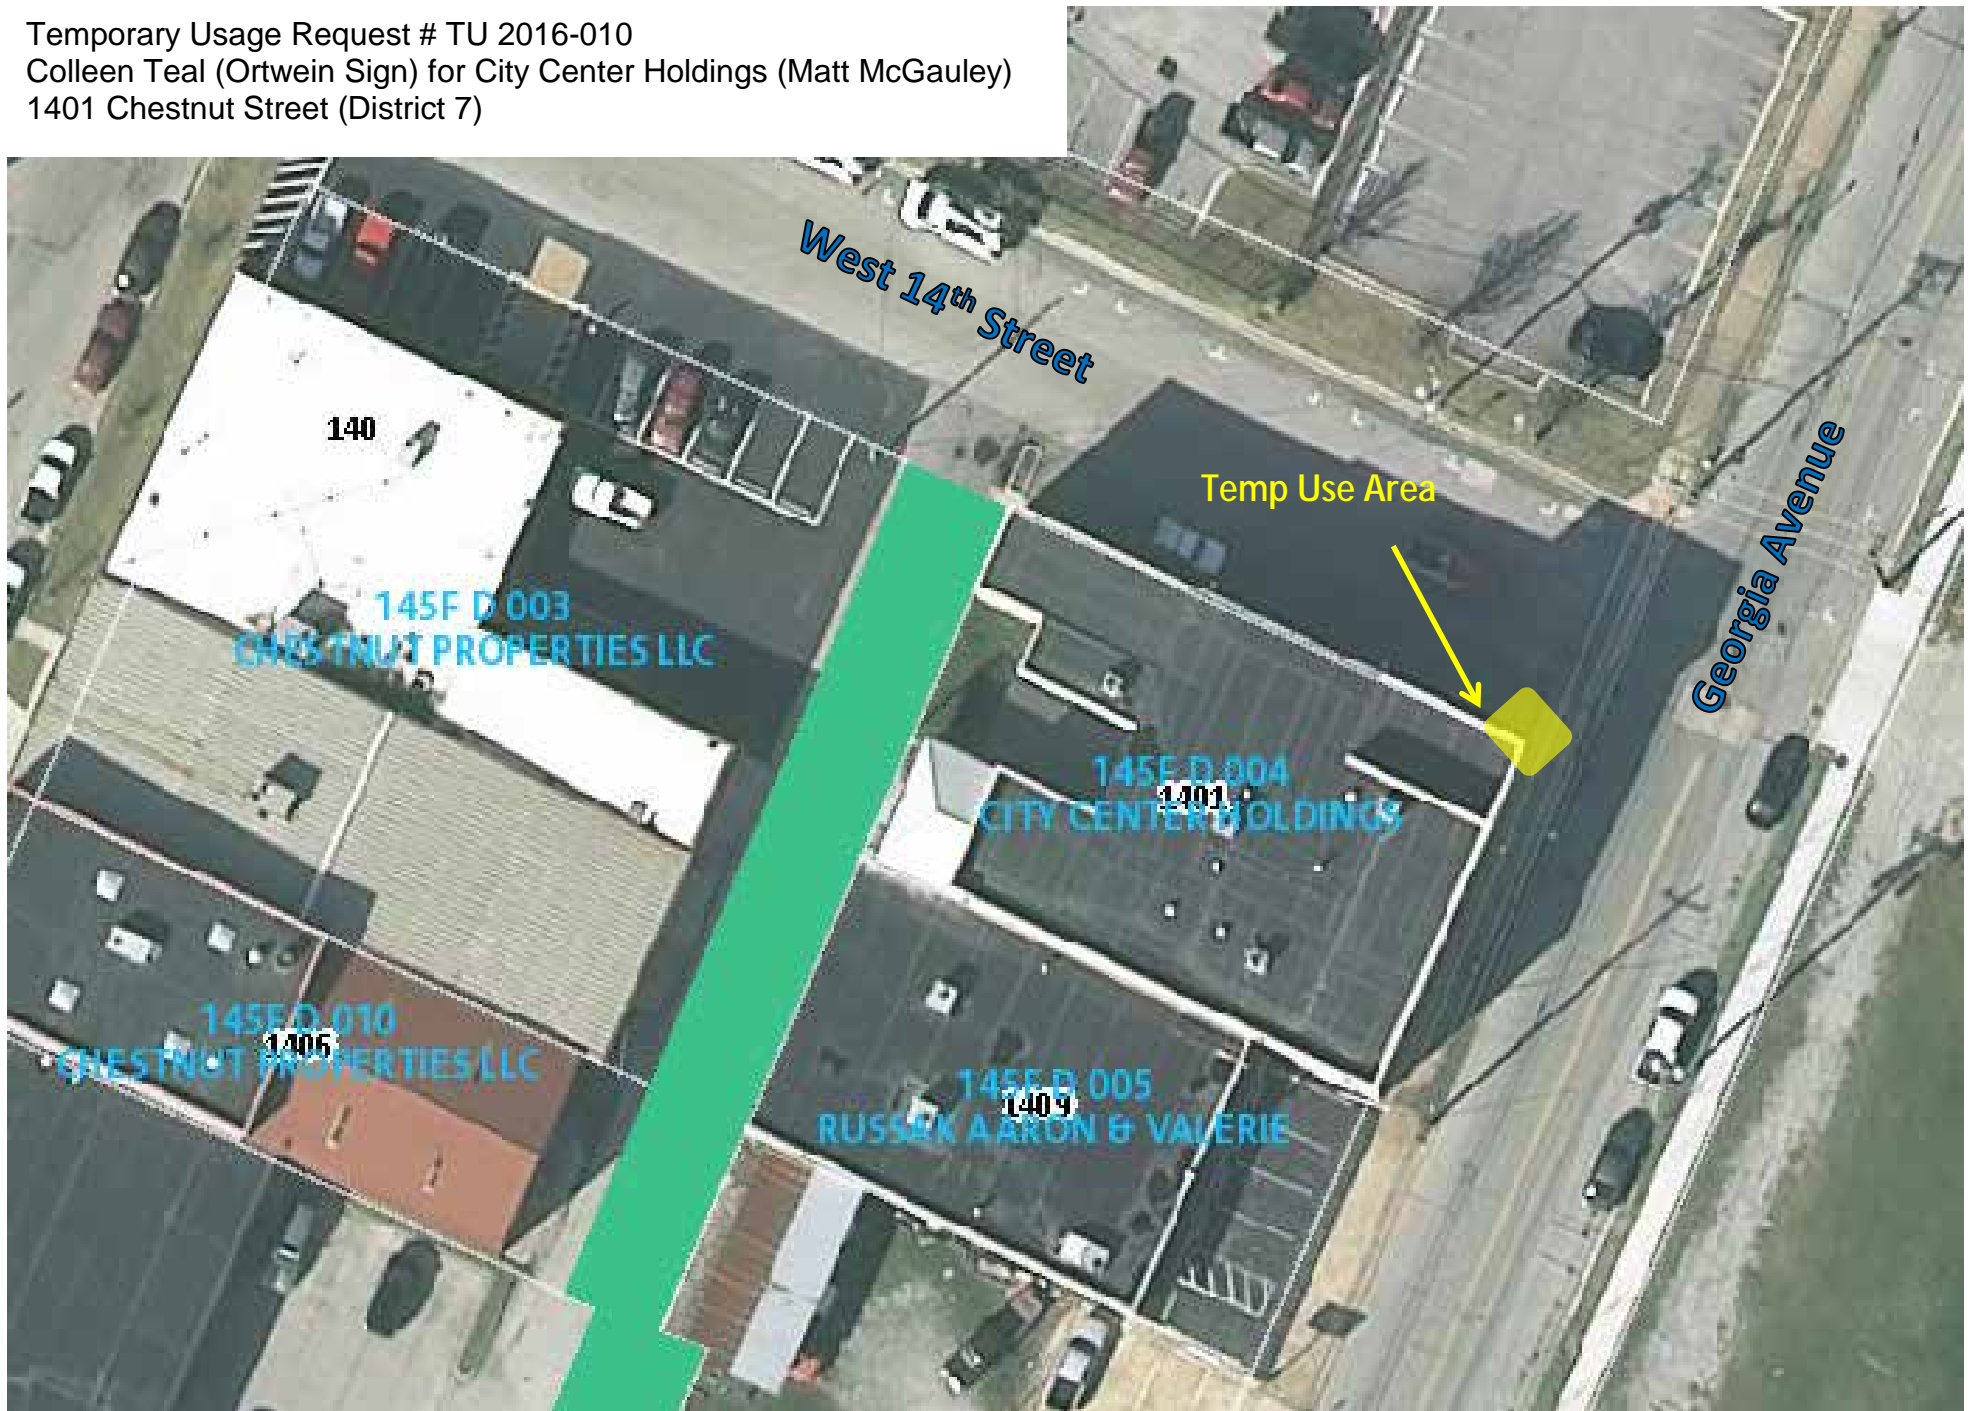 Temporary Usage Request # TU 2016-010
Colleen Teal (Ortwein Sign) for City Center Holdings (Matt McGauley)
1401 Chestnut Street (District 7)
West 14th Street
140
Temp Use Area
Georgia Avenue
145F D 003
CHESTNUT PROPERTIES LLC
145F D 004
1401
CITY CENTER HOLDINGS
145F D 010
1406
CHESTNUT PROPERTIES LLC
145F D 005
1409
RUSSAK AARON & VALERIE